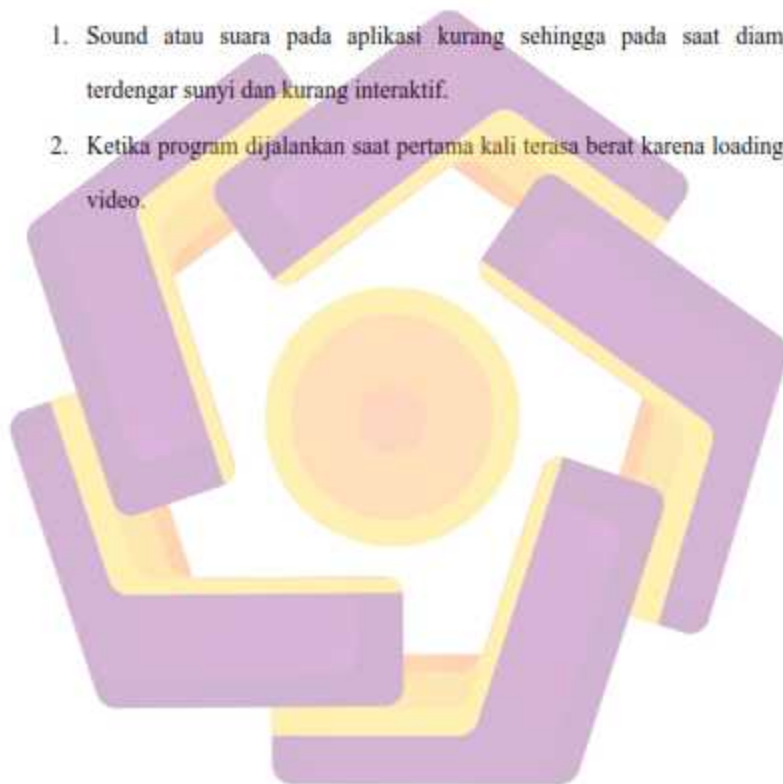 1. Sound atau suara pada aplikasi kurang sehingga pada saat diam
terdengar sunyi dan kurang interaktif.
2. Ketika program dijalankan saat pertama kali terasa berat karena loading
video.